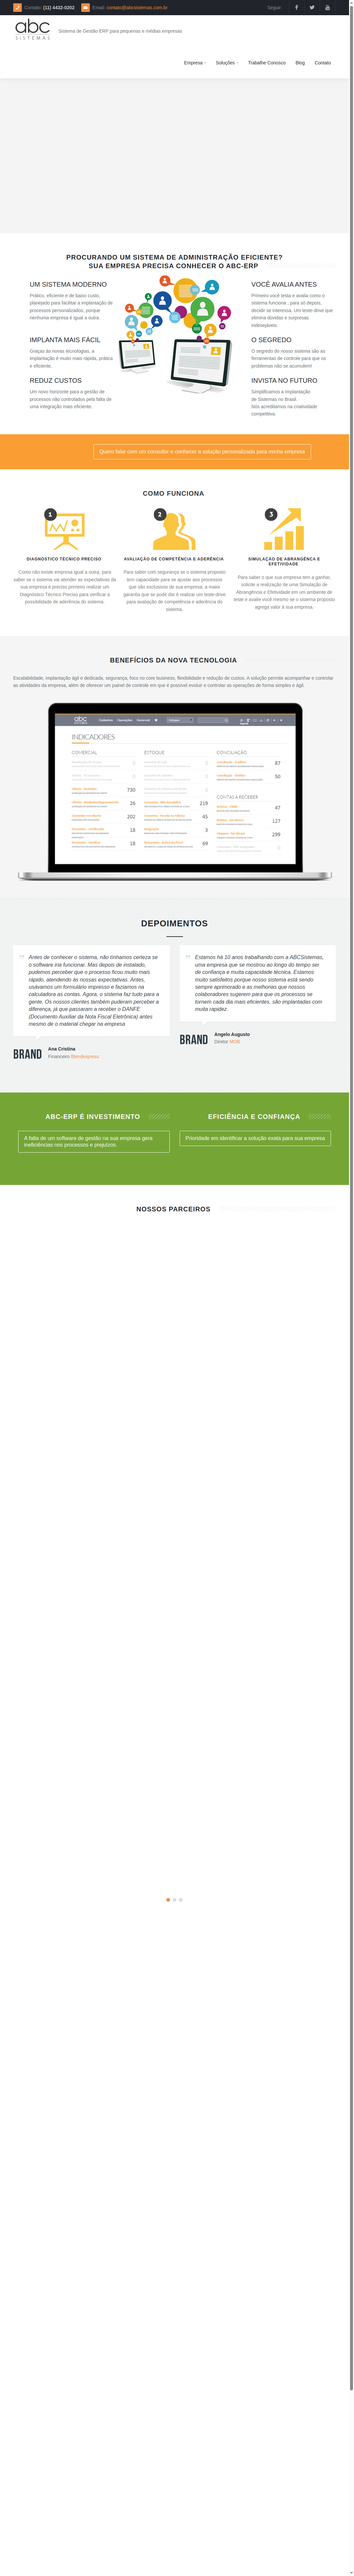 Contato: (11) 4432-0202 Email: contato@abcsistemas.com.br Seguir:
abc
SISTEMAS
Sistema de Gestão ERP para pequenas e médias empresas
Empresa Soluções Trabalhe Conosco Blog Contato
PROCURANDO UM SISTEMA DE ADMINISTRAÇÃO EFICIENTE?
SUA EMPRESA PRECISA CONHECER O ABC-ERP
UM SISTEMA MODERNO
Prático, eficiente e de baixo custo,
planejado para facilitar a implantação de
processos personalizados, porque
nenhuma empresa é igual a outra.
IMPLANTA MAIS FÁCIL
Graças às novas tecnologias, a
implantação é muito mais rápida, prática
e eficiente.
REDUZ CUSTOS
Um novo horizonte para a gestão de
processos não controlados pela falta de
uma integração mais eficiente.
VOCÊ AVALIA ANTES
Primeiro você testa e avalia como o
sistema funciona , para só depois,
decidir se interessa. Um teste-drive que
elimina dúvidas e surpresas
indesejáveis.
O SEGREDO
O segredo do nosso sistema são as
ferramentas de controle para que os
problemas não se acumulem!
INVISTA NO FUTURO
Simplificamos a implantação
de Sistemas no Brasil.
Nós acreditamos na criatividade
competitiva.
Quero falar com um consultor e conhecer a solução personalizada para minha empresa
COMO FUNCIONA
1
2
3
DIAGNÓSTICO TÉCNICO PRECISO
Como não existe empresa igual a outra, para
saber se o sistema vai atender as expectativas da
sua empresa é preciso primeiro realizar um
Diagnóstico Técnico Preciso para verificar a
possibilidade de aderência do sistema
AVALIAÇÃO DE COMPETÊNCIA E ADERÊNCIA
Para saber com segurança se o sistema proposto
tem capacidade para se ajustar aos processos
que são exclusivos de sua empresa, a maior
garantia que se pode dar é realizar um teste-drive
para avaliação de competência e aderência do
sistema.
SIMULAÇÃO DE ABRANGÊNCIA E
EFETIVIDADE
Para saber o que sua empresa tem a ganhar,
solicite a realização de uma Simulação de
Abrangência e Efetividade em um ambiente de
teste e avalie você mesmo se o sistema proposto
agrega valor à sua empresa.
BENEFÍCIOS DA NOVA TECNOLOGIA
Escalabilidade, implantação ágil e dedicada, segurança, foco no core business, flexibilidade e redução de custos. A solução permite acompanhar e controlar
as atividades da empresa, além de oferecer um painel de controle em que é possível evoluir e controlar as operações de forma simples e ágil.
abc
INDICADORES
COMERCIAL
ESTOQUE
CONCILIAÇÃO
CONTAS A RECEBER
0
0
730
26
202
18
18
0
0
0
219
45
5
69
87
50
47
127
299
0
DEPOIMENTOS
Antes de conhecer o sistema, não tínhamos certeza se
o software iria funcionar. Mas depois de instalado,
pudemos perceber que o processo ficou muito mais
rápido, atendendo às nossas expectativas. Antes,
usávamos um formulário impresso e fazíamos na
calculadora as contas. Agora, o sistema faz tudo para a
gente. Os nossos clientes também puderam perceber a
diferença, já que passaram a receber o DANFE
(Documento Auxiliar da Nota Fiscal Eletrônica) antes
mesmo de o material chegar na empresa
BRAND
Ana Cristina
Financeiro Blendexpress
Estamos há 10 anos trabalhando com a ABCSistemas,
uma empresa que se mostrou ao longo do tempo ser
de confiança e muita capacidade técnica. Estamos
muito satisfeitos porque nosso sistema está sendo
sempre aprimorado e as melhorias que nossos
colaboradores sugerem para que os processos se
tornem cada dia mais eficientes, são implantadas com
muita rapidez.
BRAND
Angelo Augusto
Diretor
ABC-ERP É INVESTIMENTO
A falta de um software de gestão na sua empresa gera
ineficiências nos processos e prejuízos.
EFICIÊNCIA E CONFIANÇA
Prioridade em identificar a solução exata para sua empresa
NOSSOS PARCEIROS